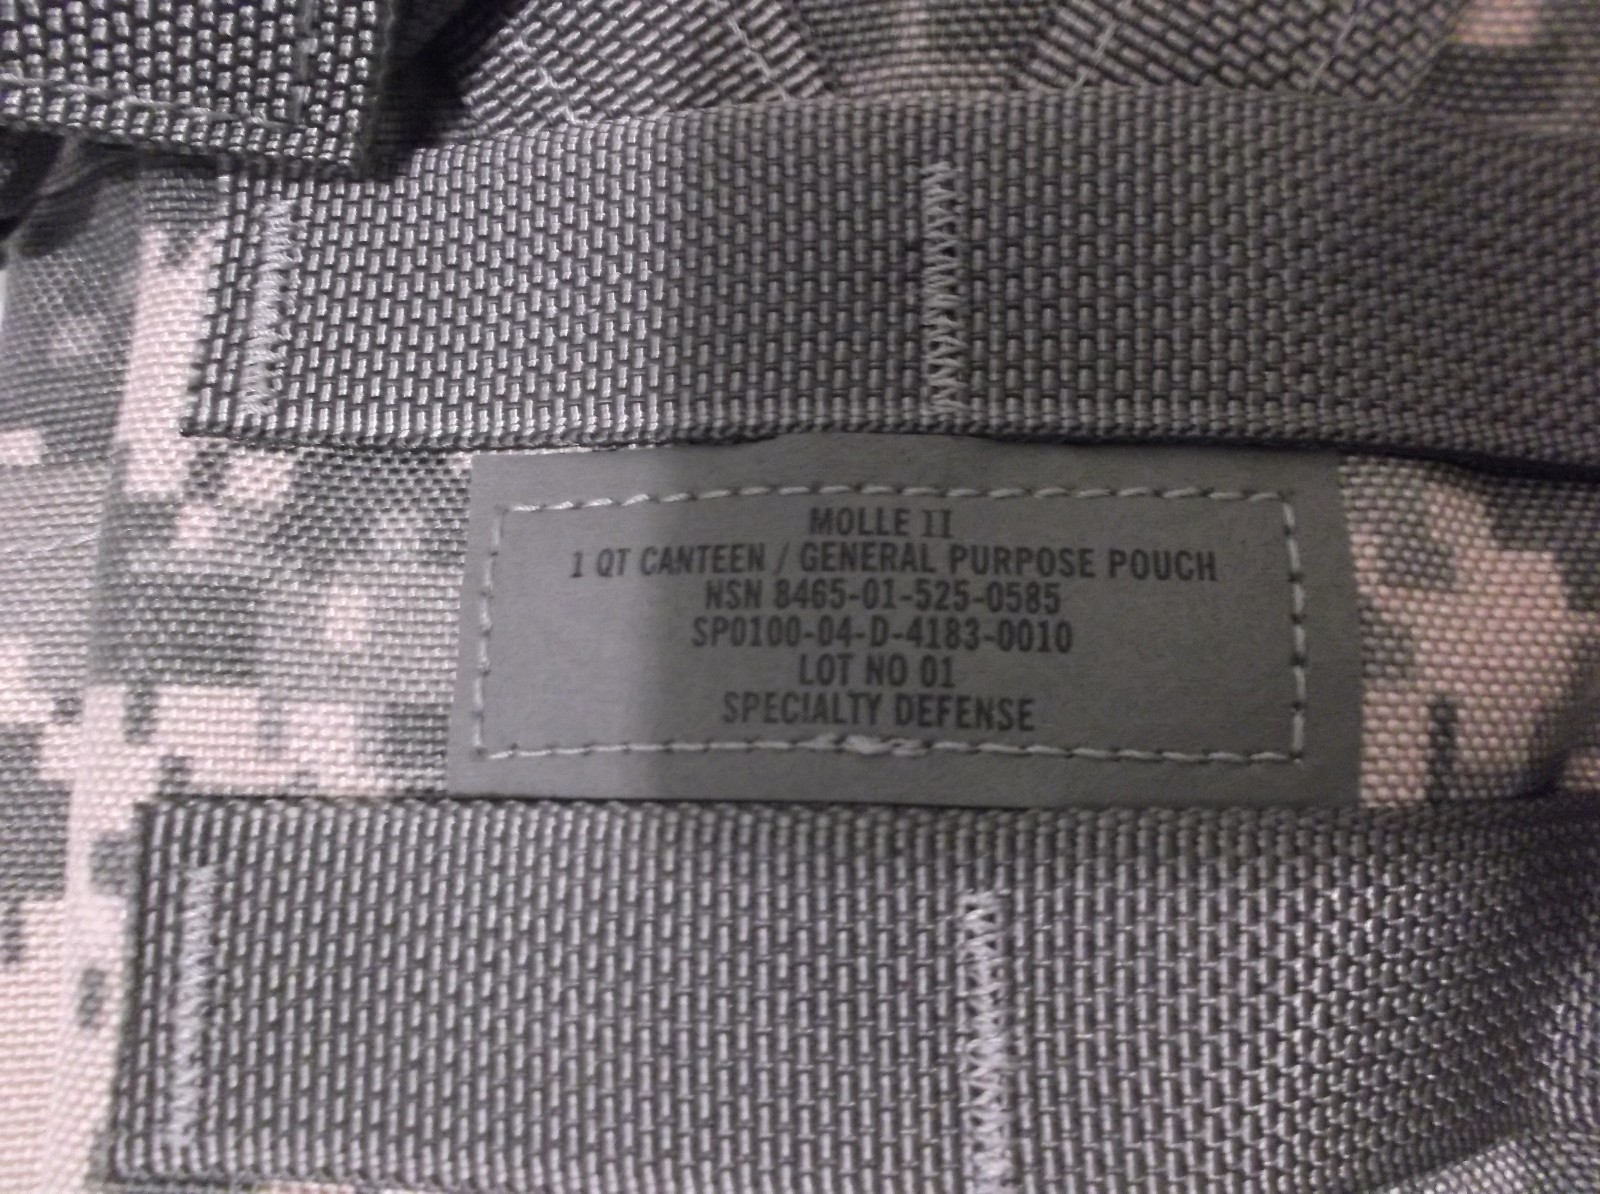 MOLLE II
1 QT CANTEEN / GENERAL PURPOSE POUCH
NSN 8465-01-525-0585
SP0100-04-D-4183-0010
LOT NO 01
SPECIALTY DEFENSE